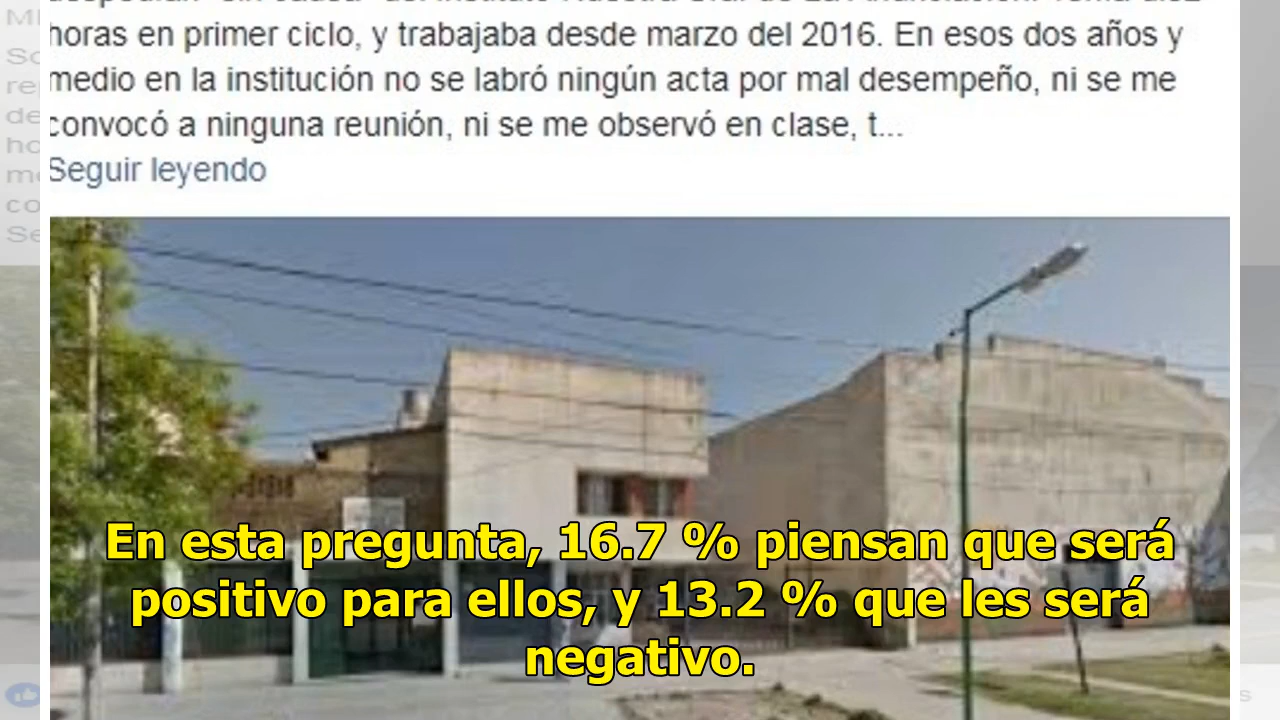 horas en primer ciclo, y trabajaba desde marzo del 2016. En esos dos años y
medio en la institución no se labró ningún acta por mal desempeño, ni se me
convocó a ninguna reunión, ni se me observó en clase, t...
Seguir leyendo
En esta pregunta, 16.7 % piensan que será
positivo para ellos, y 13.2 % que les será
negativo.